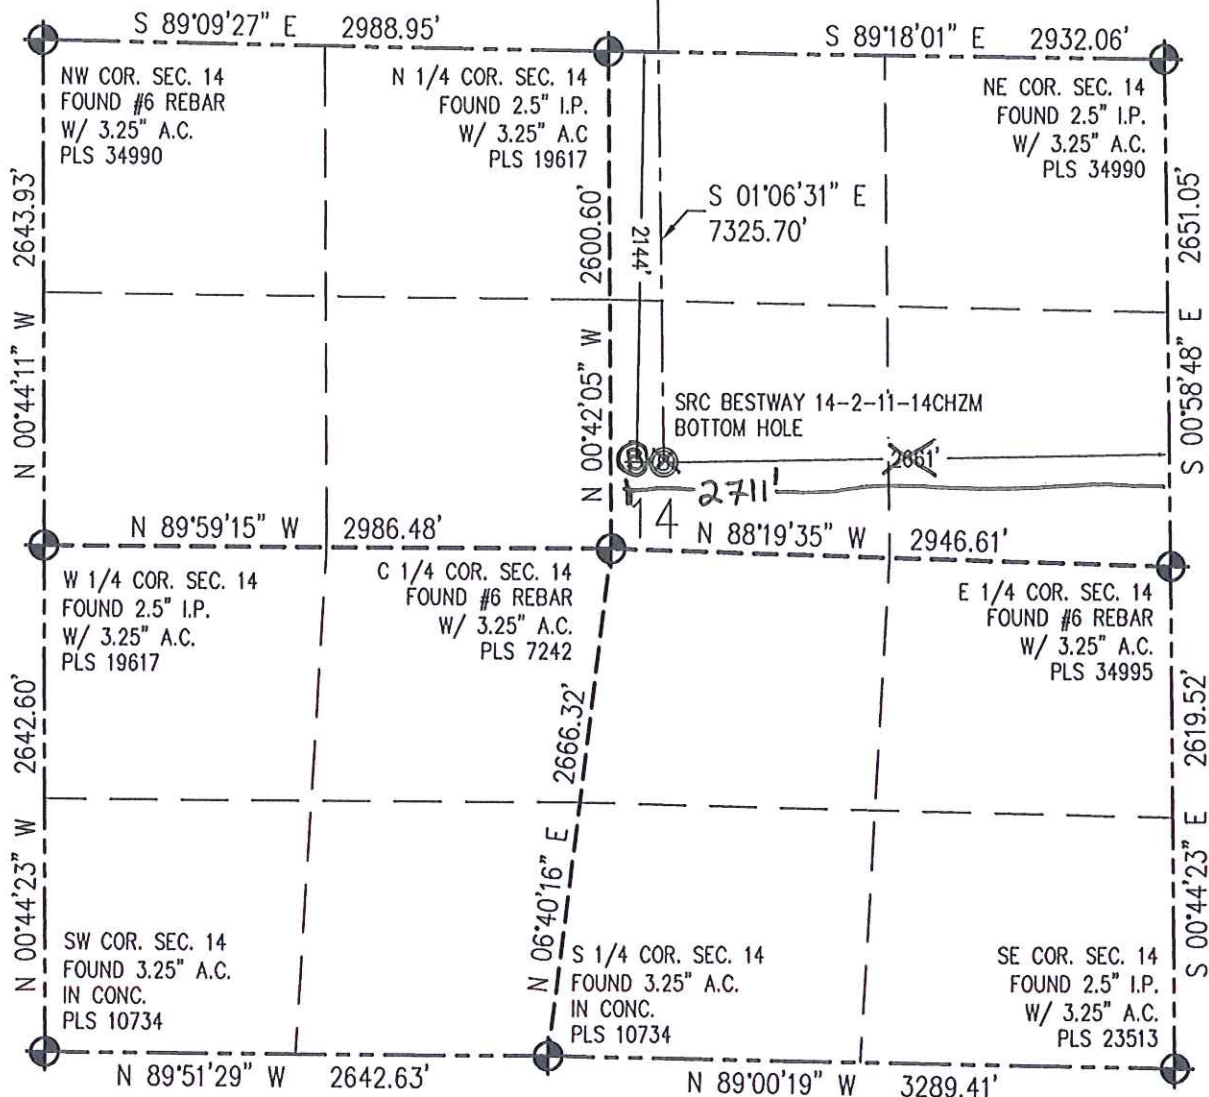 S 89°09'27" E 2988.95'
S 89°18'01" E 2932.06'
NW COR. SEC. 14
FOUND #6 REBAR
W/ 3.25" A.C.
PLS 34990
N 1/4 COR. SEC. 14
FOUND 2.5" I.P.
W/ 3.25" A.C
PLS 19617
NE COR. SEC. 14
FOUND 2.5" I.P.
W/ 3.25" A.C.
PLS 34990
N 00°44'11" W 2643.93'
N 00°42'05" W 2600.60'
2144'
S 01°06'31" E
7325.70'
S 00°58'48" E 2651.05'
SRC BESTWAY 14-2-11-14CHZM
BOTTOM HOLE
B
B
2661'
2711'
14
N 89°59'15" W 2986.48'
N 88°19'35" W 2946.61'
W 1/4 COR. SEC. 14
FOUND 2.5" I.P.
W/ 3.25" A.C.
PLS 19617
C 1/4 COR. SEC. 14
FOUND #6 REBAR
W/ 3.25" A.C.
PLS 7242
E 1/4 COR. SEC. 14
FOUND #6 REBAR
W/ 3.25" A.C.
PLS 34995
N 00°44'23" W 2642.60'
N 06°40'16" E 2666.32'
S 00°44'23" E 2619.52'
SW COR. SEC. 14
FOUND 3.25" A.C.
IN CONC.
PLS 10734
S 1/4 COR. SEC. 14
FOUND 3.25" A.C.
IN CONC.
PLS 10734
SE COR. SEC. 14
FOUND 2.5" I.P.
W/ 3.25" A.C.
PLS 23513
N 89°51'29" W 2642.63'
N 89°00'19" W 3289.41'